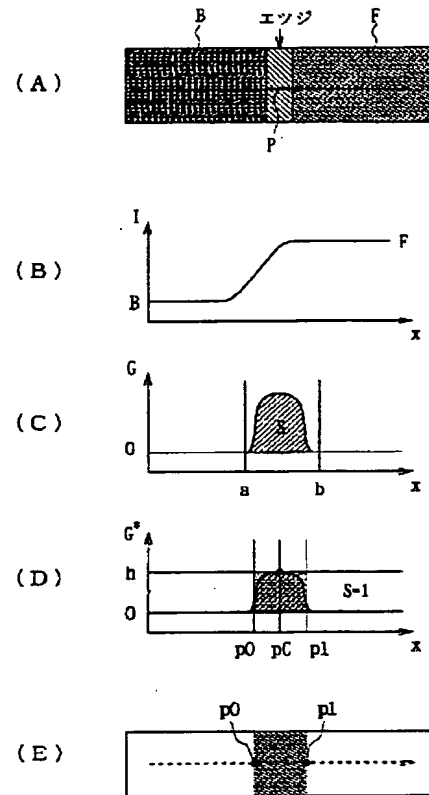 B エッジ F
(A)
P
I
F
(B)
B
x
G
(C)
S
0
a b x
G*
(D)
h
S=1
0
p0 pC p1 x
p0 p1
(E)